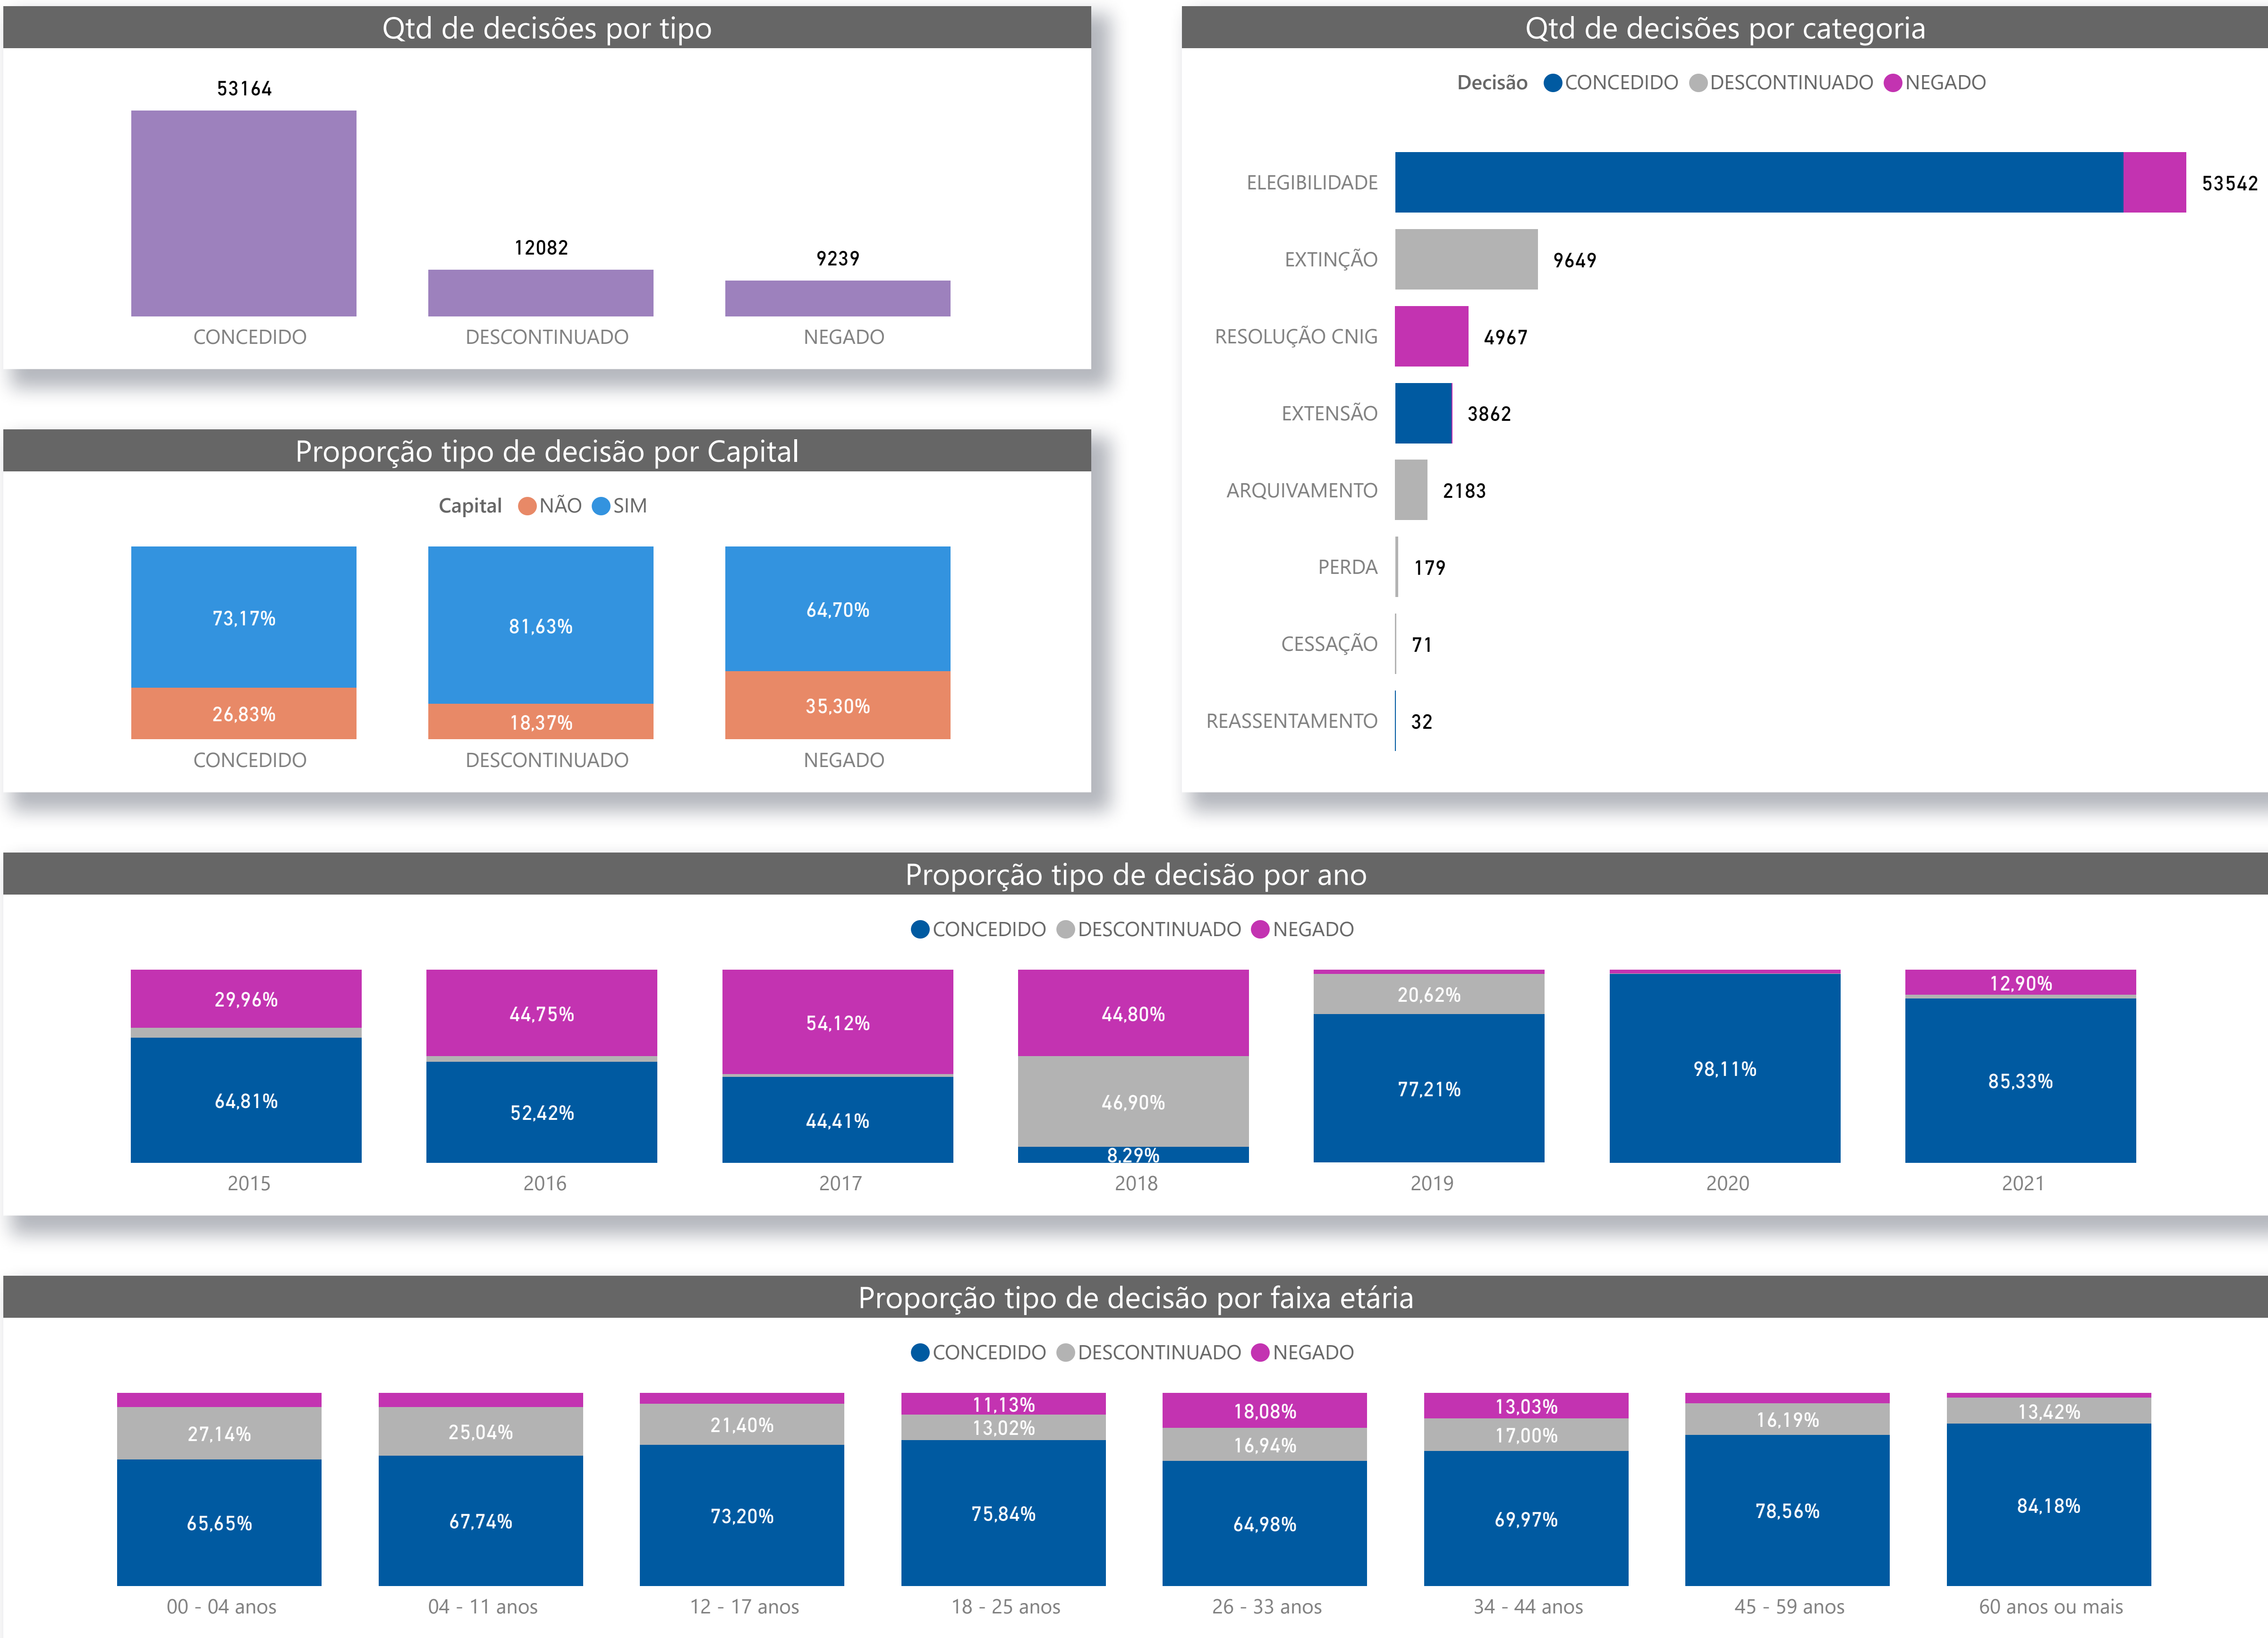 Qtd de decisões por tipo
53164
12082
9239
CONCEDIDO DESCONTINUADO NEGADO
Proporção tipo de decisão por Capital
Capital NÃO SIM
73,17% 81,63% 64,70%
26,83% 18,37% 35,30%
CONCEDIDO DESCONTINUADO NEGADO
Qtd de decisões por categoria
Decisão CONCEDIDO DESCONTINUADO NEGADO
ELEGIBILIDADE 53542
EXTINÇÃO 9649
RESOLUÇÃO CNIG 4967
EXTENSÃO 3862
ARQUIVAMENTO 2183
PERDA 179
CESSAÇÃO 71
REASSENTAMENTO 32
Proporção tipo de decisão por ano
CONCEDIDO DESCONTINUADO NEGADO
29,96% 44,75% 54,12% 44,80% 20,62% 12,90%
64,81% 52,42% 44,41% 46,90% 77,21% 98,11% 85,33%
8,29%
2015 2016 2017 2018 2019 2020 2021
Proporção tipo de decisão por faixa etária
CONCEDIDO DESCONTINUADO NEGADO
11,13% 18,08% 13,03%
27,14% 25,04% 21,40% 13,02% 16,94% 17,00% 16,19% 13,42%
65,65% 67,74% 73,20% 75,84% 64,98% 69,97% 78,56% 84,18%
00 - 04 anos 04 - 11 anos 12 - 17 anos 18 - 25 anos 26 - 33 anos 34 - 44 anos 45 - 59 anos 60 anos ou mais